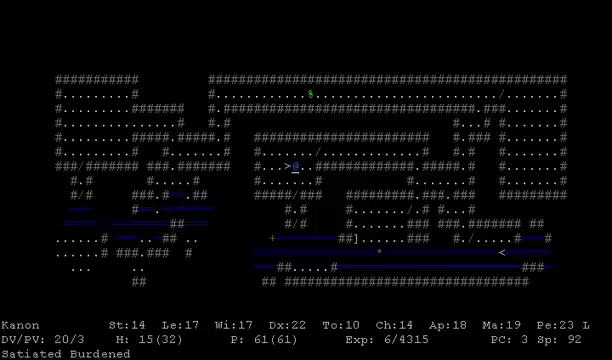 Kanon St:14 Le:17 Wi:17 Dx:22 To:10 Ch:14 Ap:18 Ma:19 Pe:23 L
DV/PV: 20/3 H: 15(32) P: 61(61) Exp: 6/4315 PC: 3 Sp: 92
Satiated Burdened